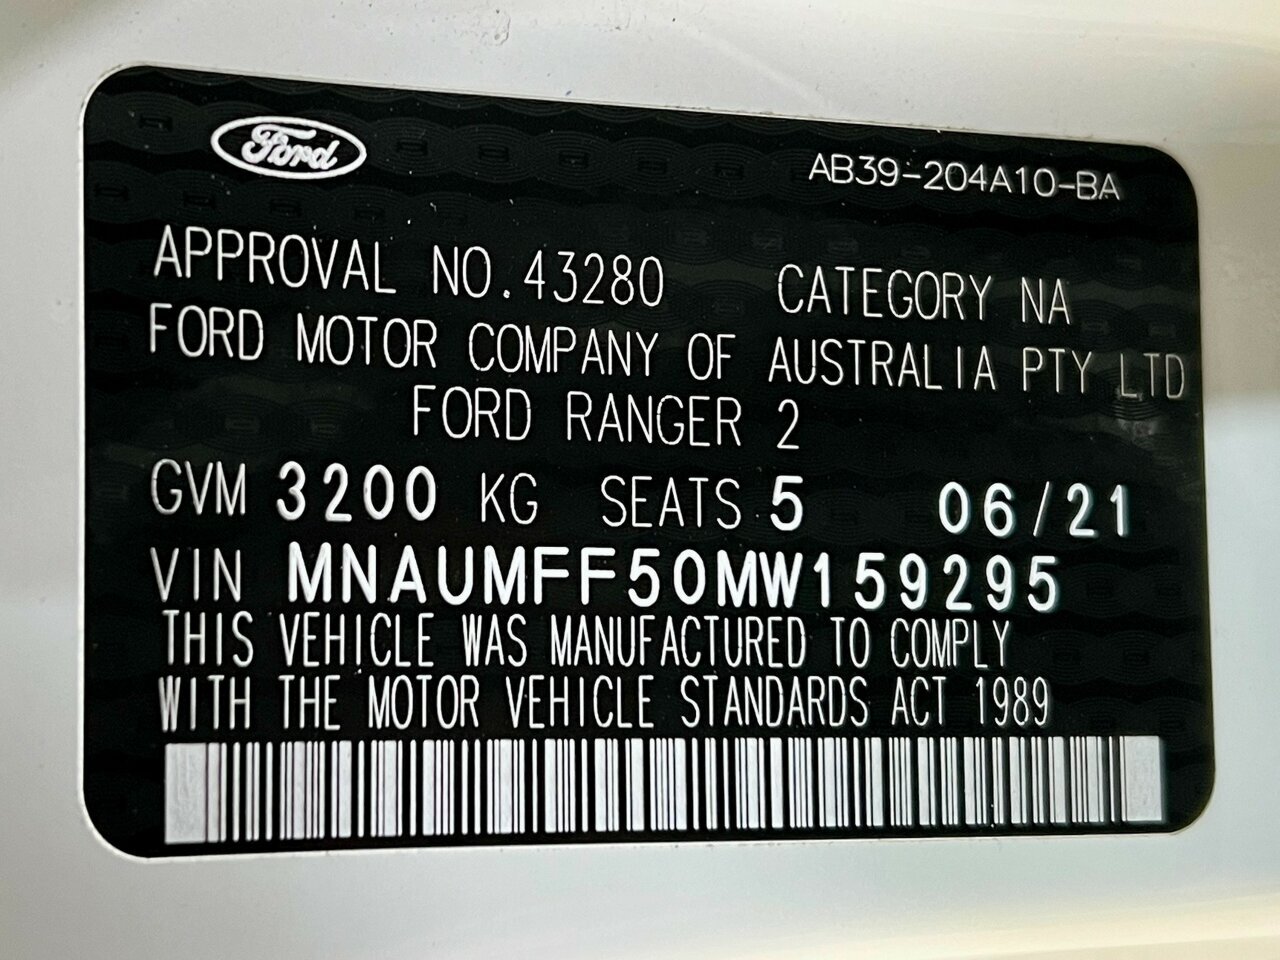 Ford
AB39-204A10-BA
APPROVAL NO.43280 CATEGORY NA
FORD MOTOR COMPANY OF AUSTRALIA PTY LTD
FORD RANGER 2
GVM 3200 KG SEATS 5 06/21
VIN MNAUMFF50MW159295
THIS VEHICLE WAS MANUFACTURED TO COMPLY
WITH THE MOTOR VEHICLE STANDARDS ACT 1989